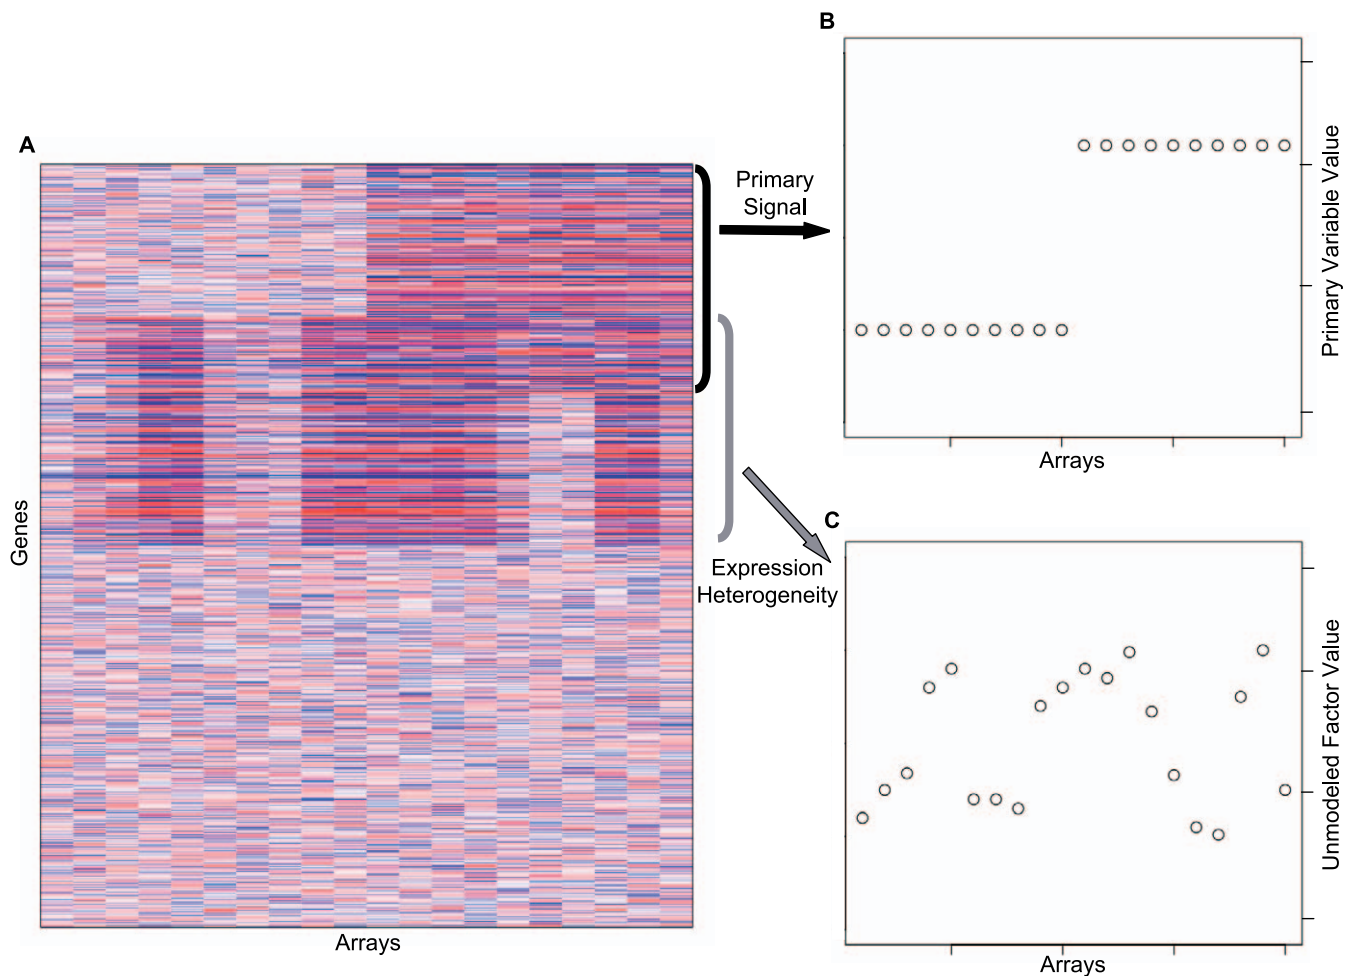 A
Genes
Arrays
Primary
Signal
Expression
Heterogeneity
B
Primary Variable Value
Arrays
C
Unmodeled Factor Value
Arrays